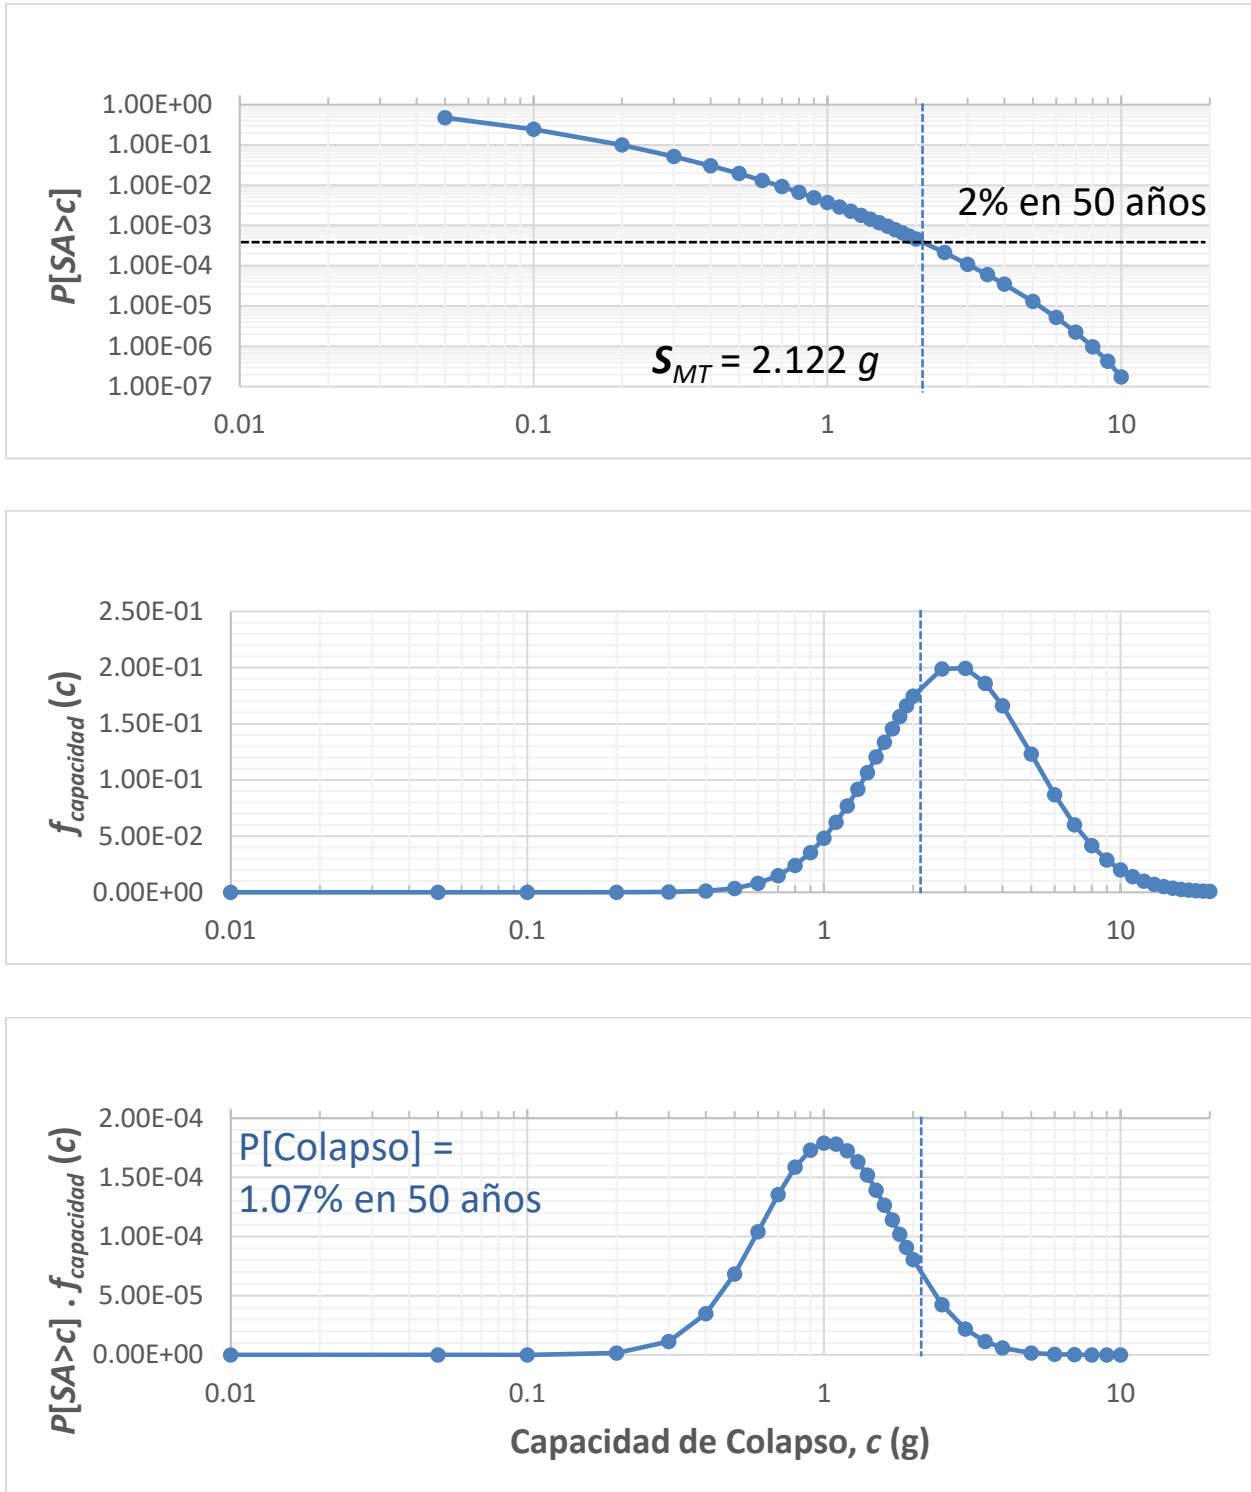 1.00E+00
1.00E-01
1.00E-02
1.00E-03
1.00E-04
1.00E-05
1.00E-06
1.00E-07
P[SA>c]
2% en 50 años
S_MT = 2.122 g
0.01 0.1 1 10
2.50E-01
2.00E-01
1.50E-01
1.00E-01
5.00E-02
0.00E+00
f_capacidad (c)
0.01 0.1 1 10
2.00E-04
1.50E-04
1.00E-04
5.00E-05
0.00E+00
P[SA>c] . f_capacidad (c)
P[Colapso] =
1.07% en 50 años
0.01 0.1 1 10
Capacidad de Colapso, c (g)